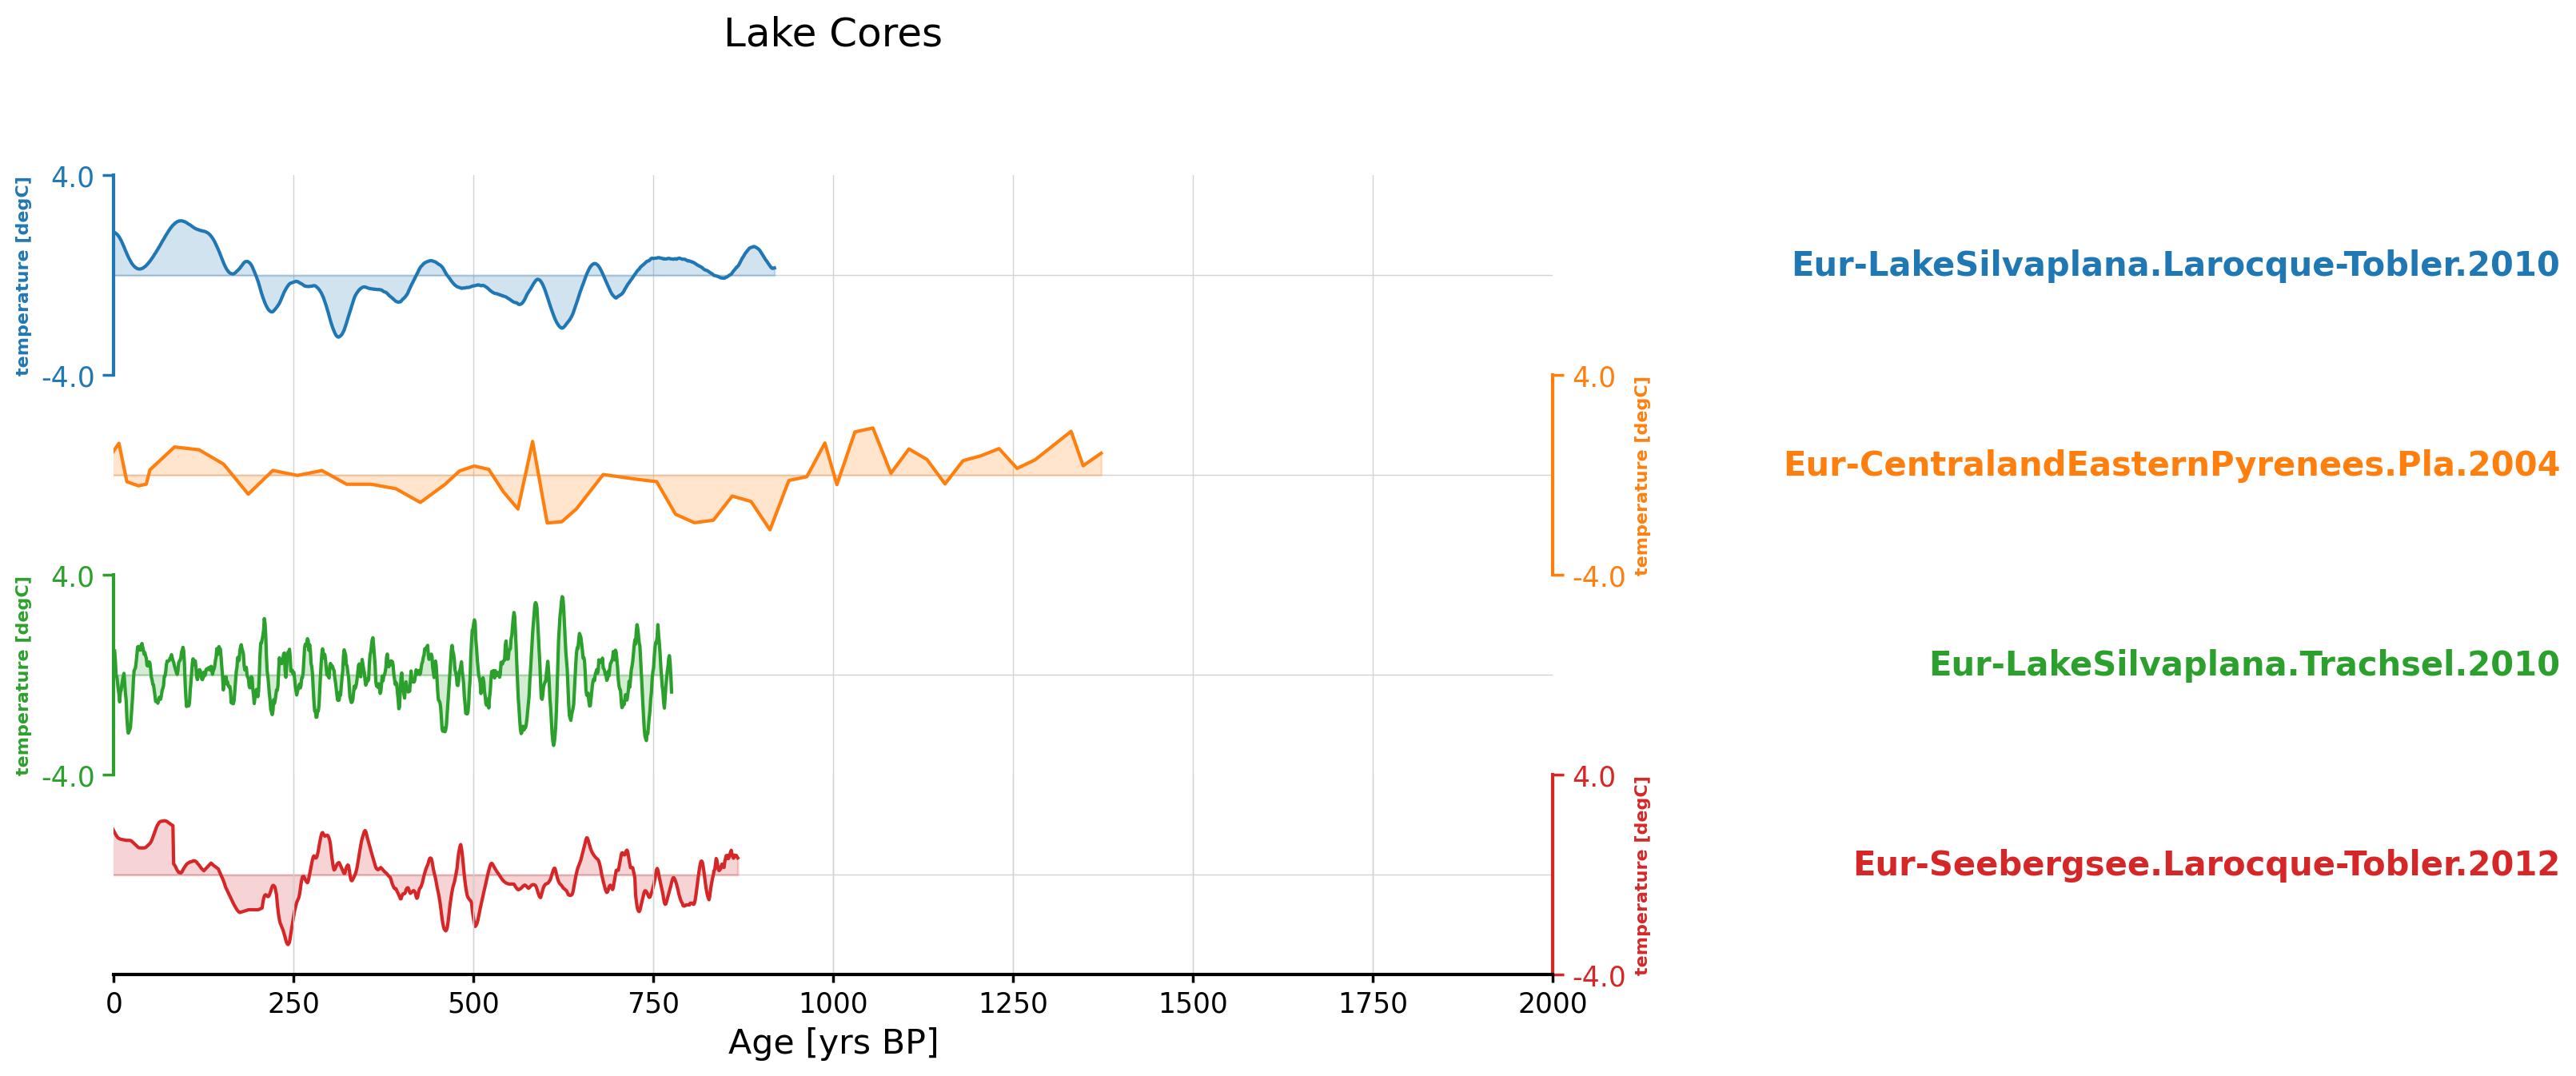 Lake Cores
4.0
temperature [degC]
-4.0
Eur-LakeSilvaplana.Larocque-Tobler.2010
4.0
temperature [degC]
-4.0
Eur-CentralandEasternPyrenees.Pla.2004
4.0
temperature [degC]
-4.0
Eur-LakeSilvaplana.Trachsel.2010
4.0
temperature [degC]
-4.0
Eur-Seebergsee.Larocque-Tobler.2012
0 250 500 750 1000 1250 1500 1750 2000
Age [yrs BP]